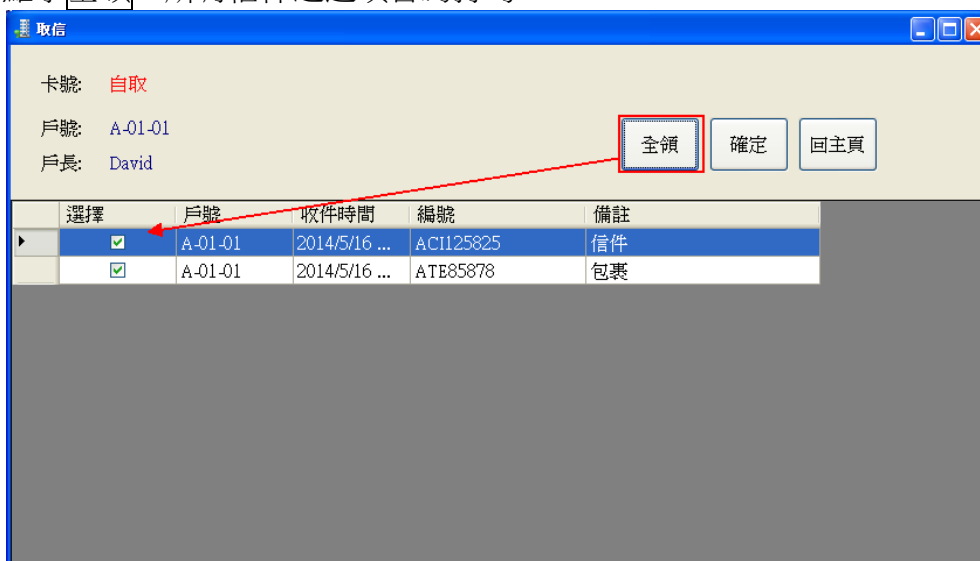 取信
卡號: 自取
戶號: A-01-01
戶長: David
全領 確定 回主頁
選擇 戶號 收件時間 編號 備註
A-01-01 2014/5/16 ... ACI125825 信件
A-01-01 2014/5/16 ... ATE85878 包裹